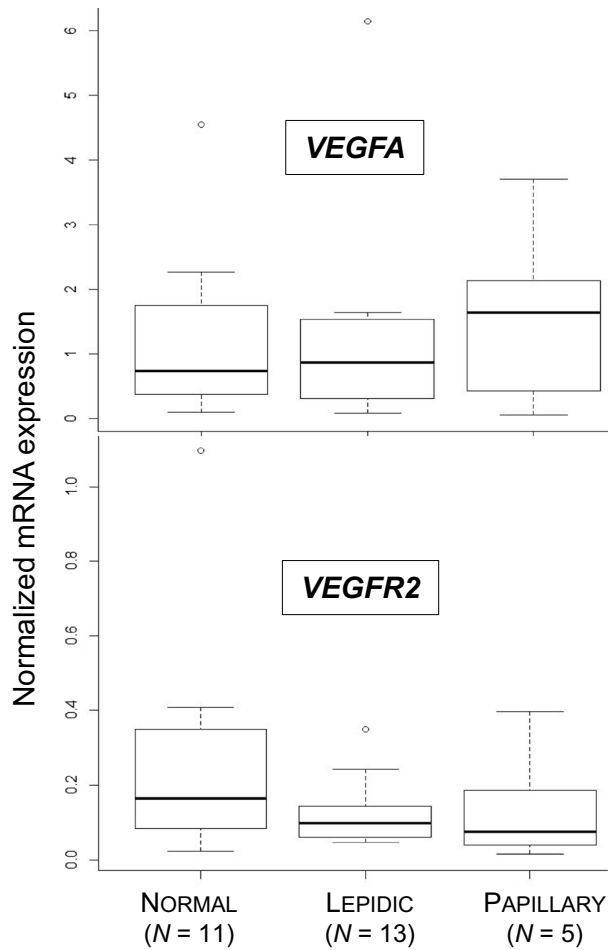 6
5
4
3
2
1
0
VEGFA
Normalized mRNA expression
1.0
0.8
0.6
0.4
0.2
0.0
VEGFR2
NORMAL LEPIDIC PAPILLARY
(N = 11) (N = 13) (N = 5)